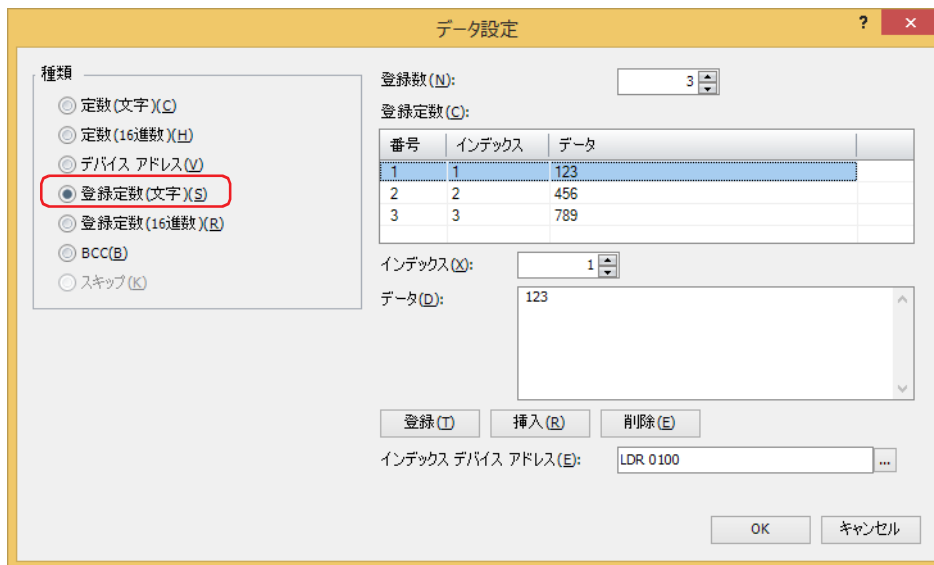 データ設定
?
種類
定数(文字)(C)
定数(16進数)(H)
デバイス アドレス(V)
登録定数(文字)(S)
登録定数(16進数)(R)
BCC(B)
スキップ(K)
登録数(N): 3
登録定数(C):
番号 インデックス データ
1 1 123
2 2 456
3 3 789
インデックス(X): 1
データ(D): 123
登録(T) 挿入(R) 削除(E)
インデックス デバイス アドレス(E): LDR 0100 ...
OK キャンセル